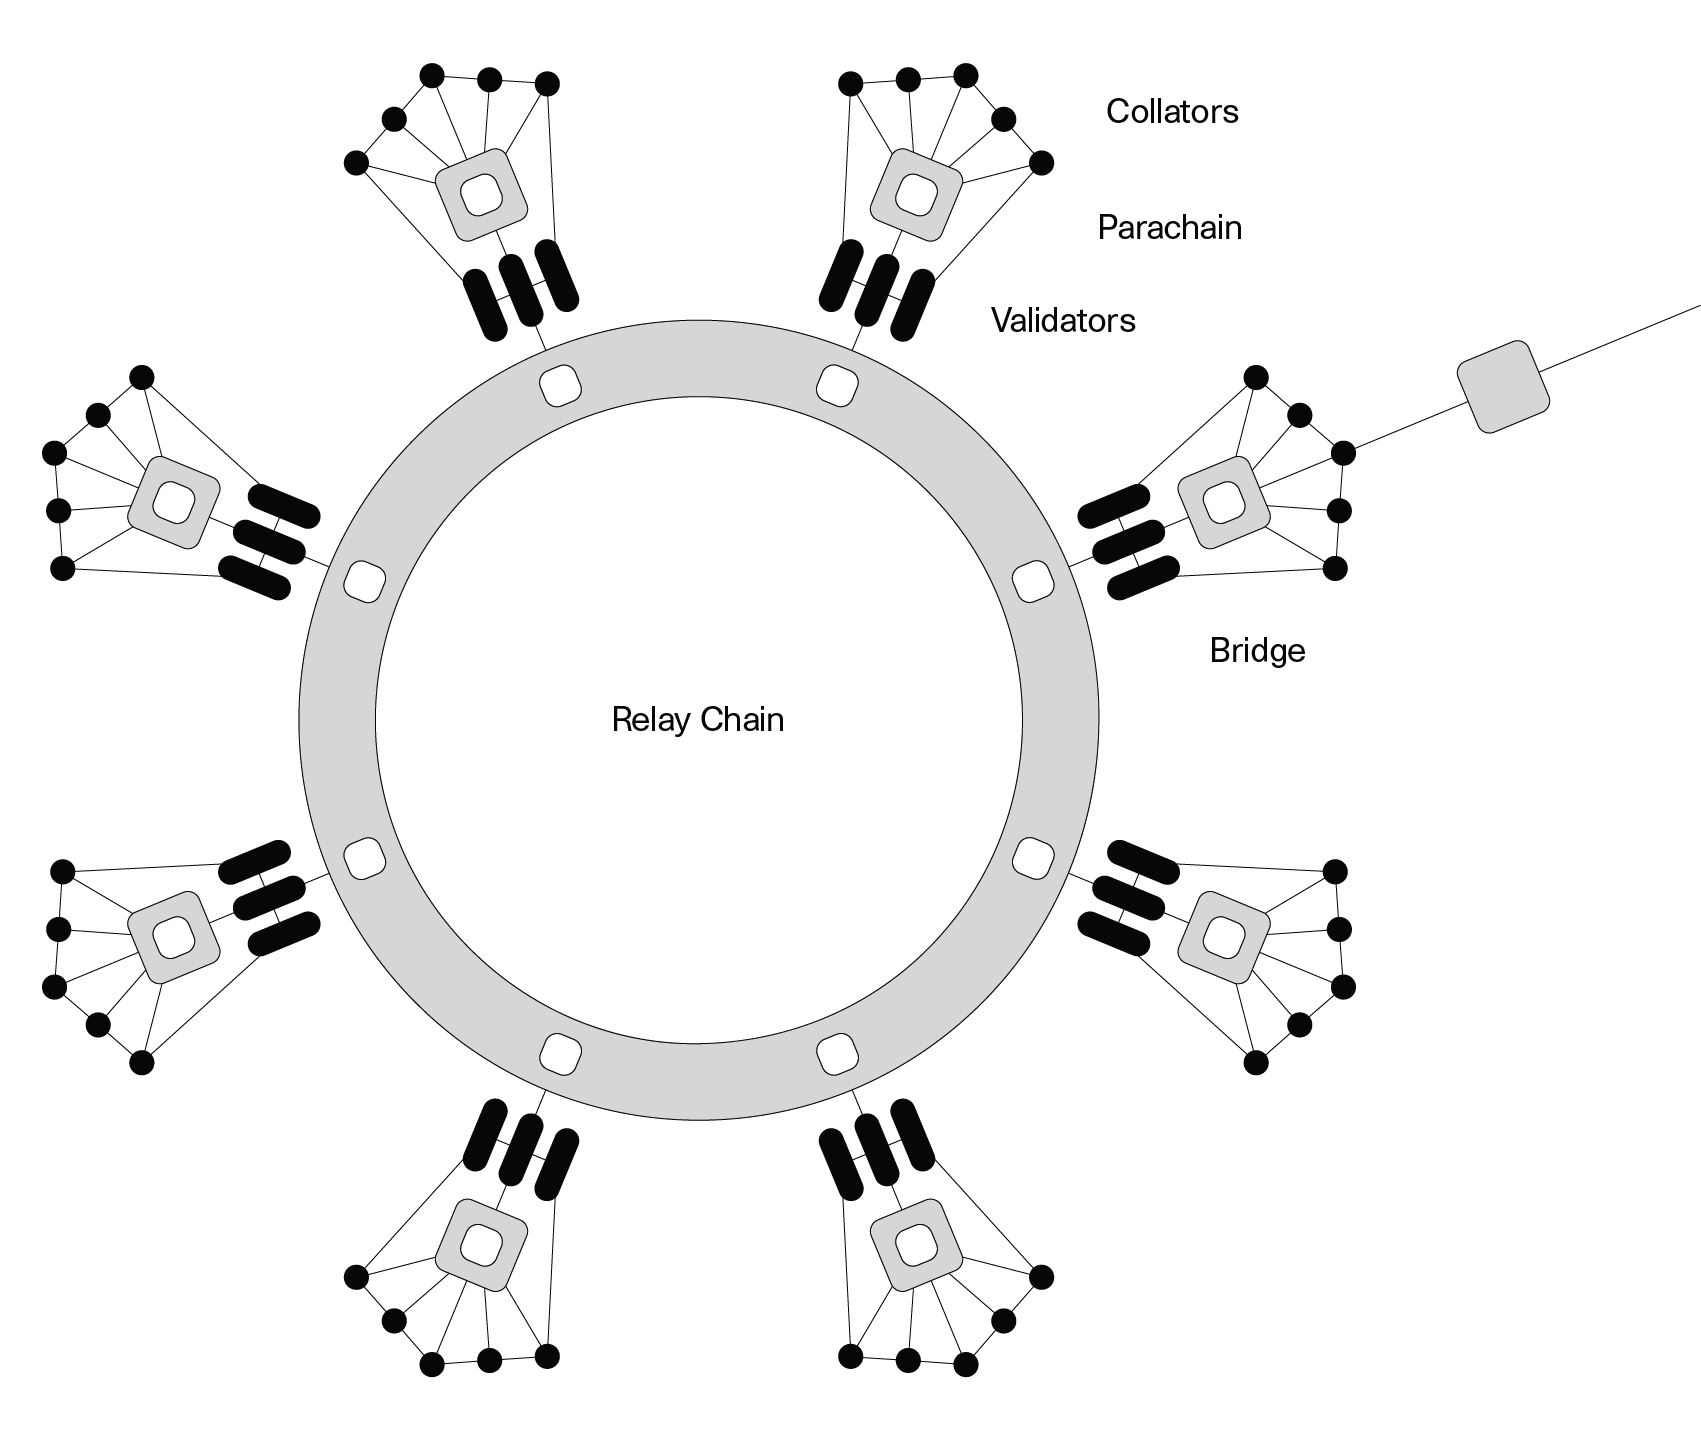 Collators
Parachain
Validators
Bridge
Relay Chain